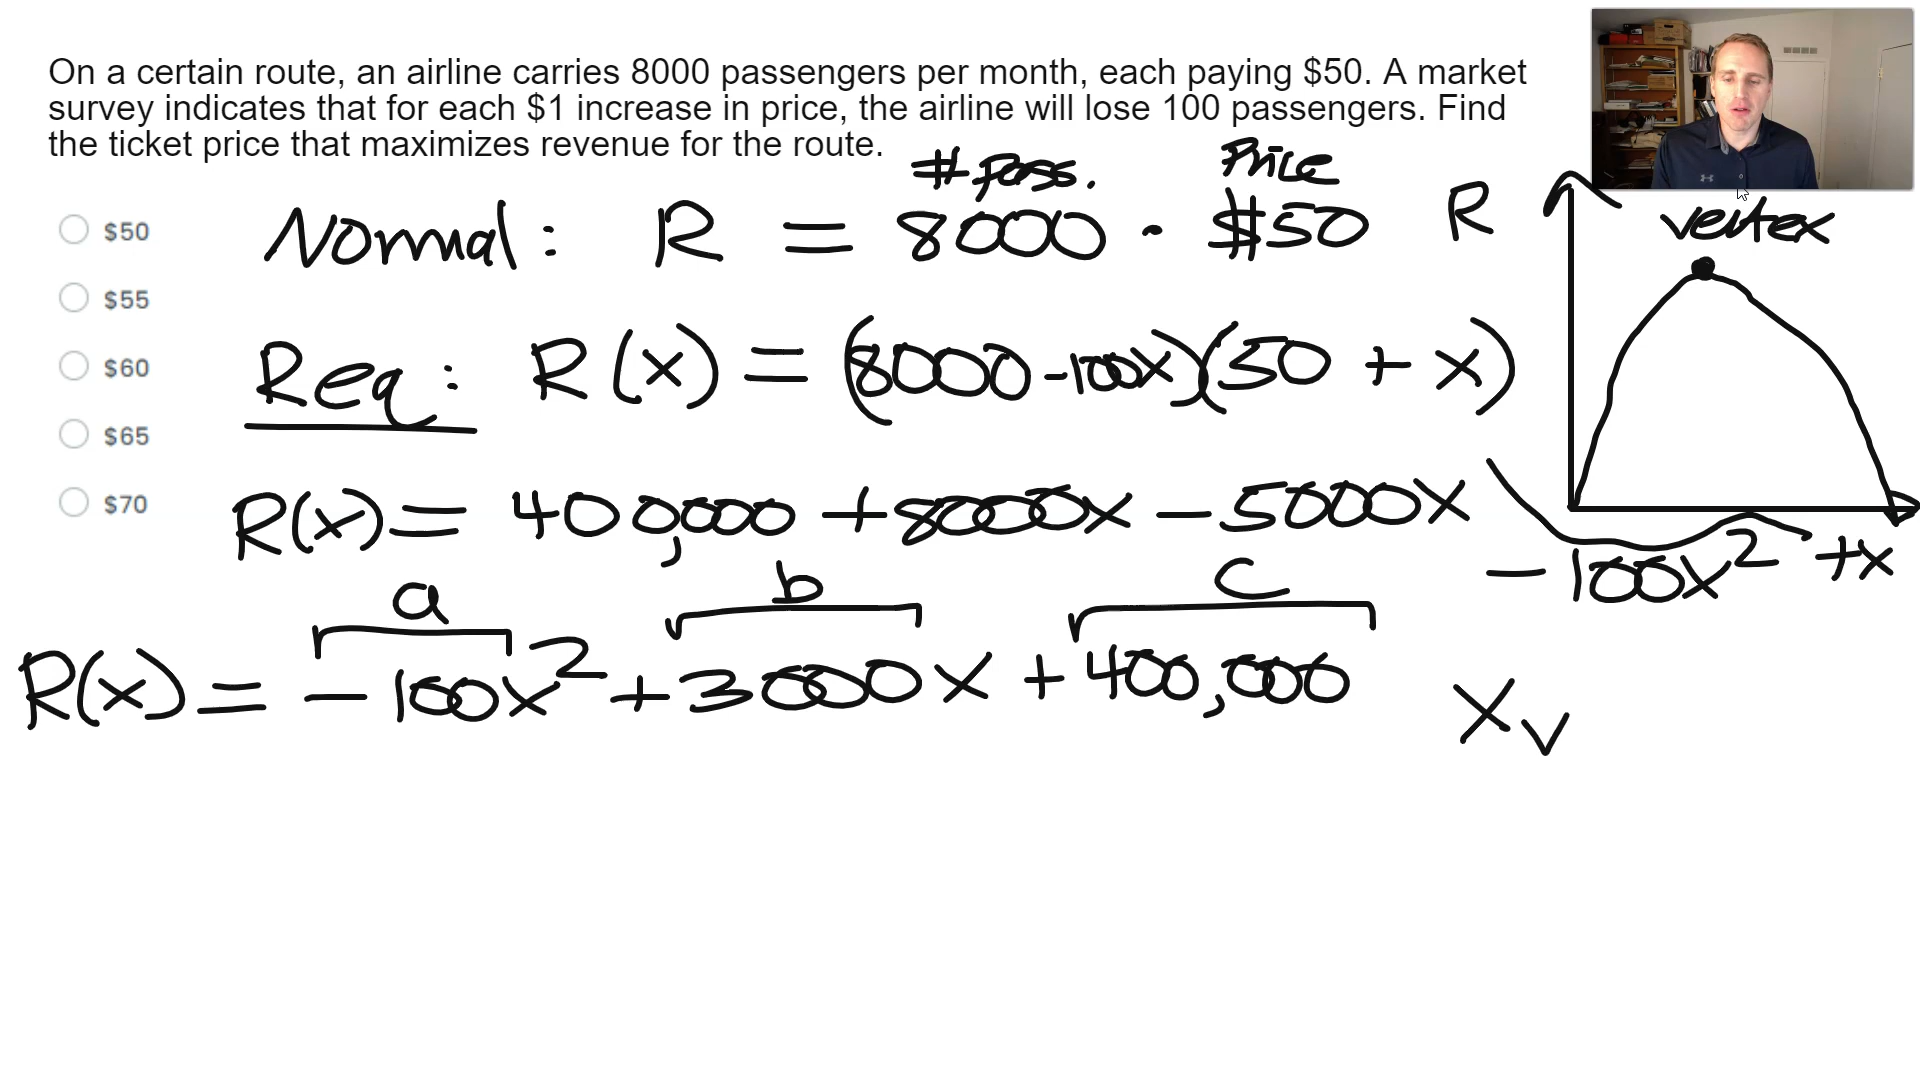 On a certain route, an airline carries 8000 passengers per month, each paying $50. A market
survey indicates that for each $1 increase in price, the airline will lose 100 passengers. Find
the ticket price that maximizes revenue for the route.
# pass. Price
Normal: R = 8000 · $50
R
vertex
$50
$55
$60
$65
$70
Req: R(x) = (8000 -100x)(50 + x)
R(x) = 400,000 +8000x - 5000x
- 100x² +x
a b c
R(x) = - 100x² + 3000x + 400,000
xv